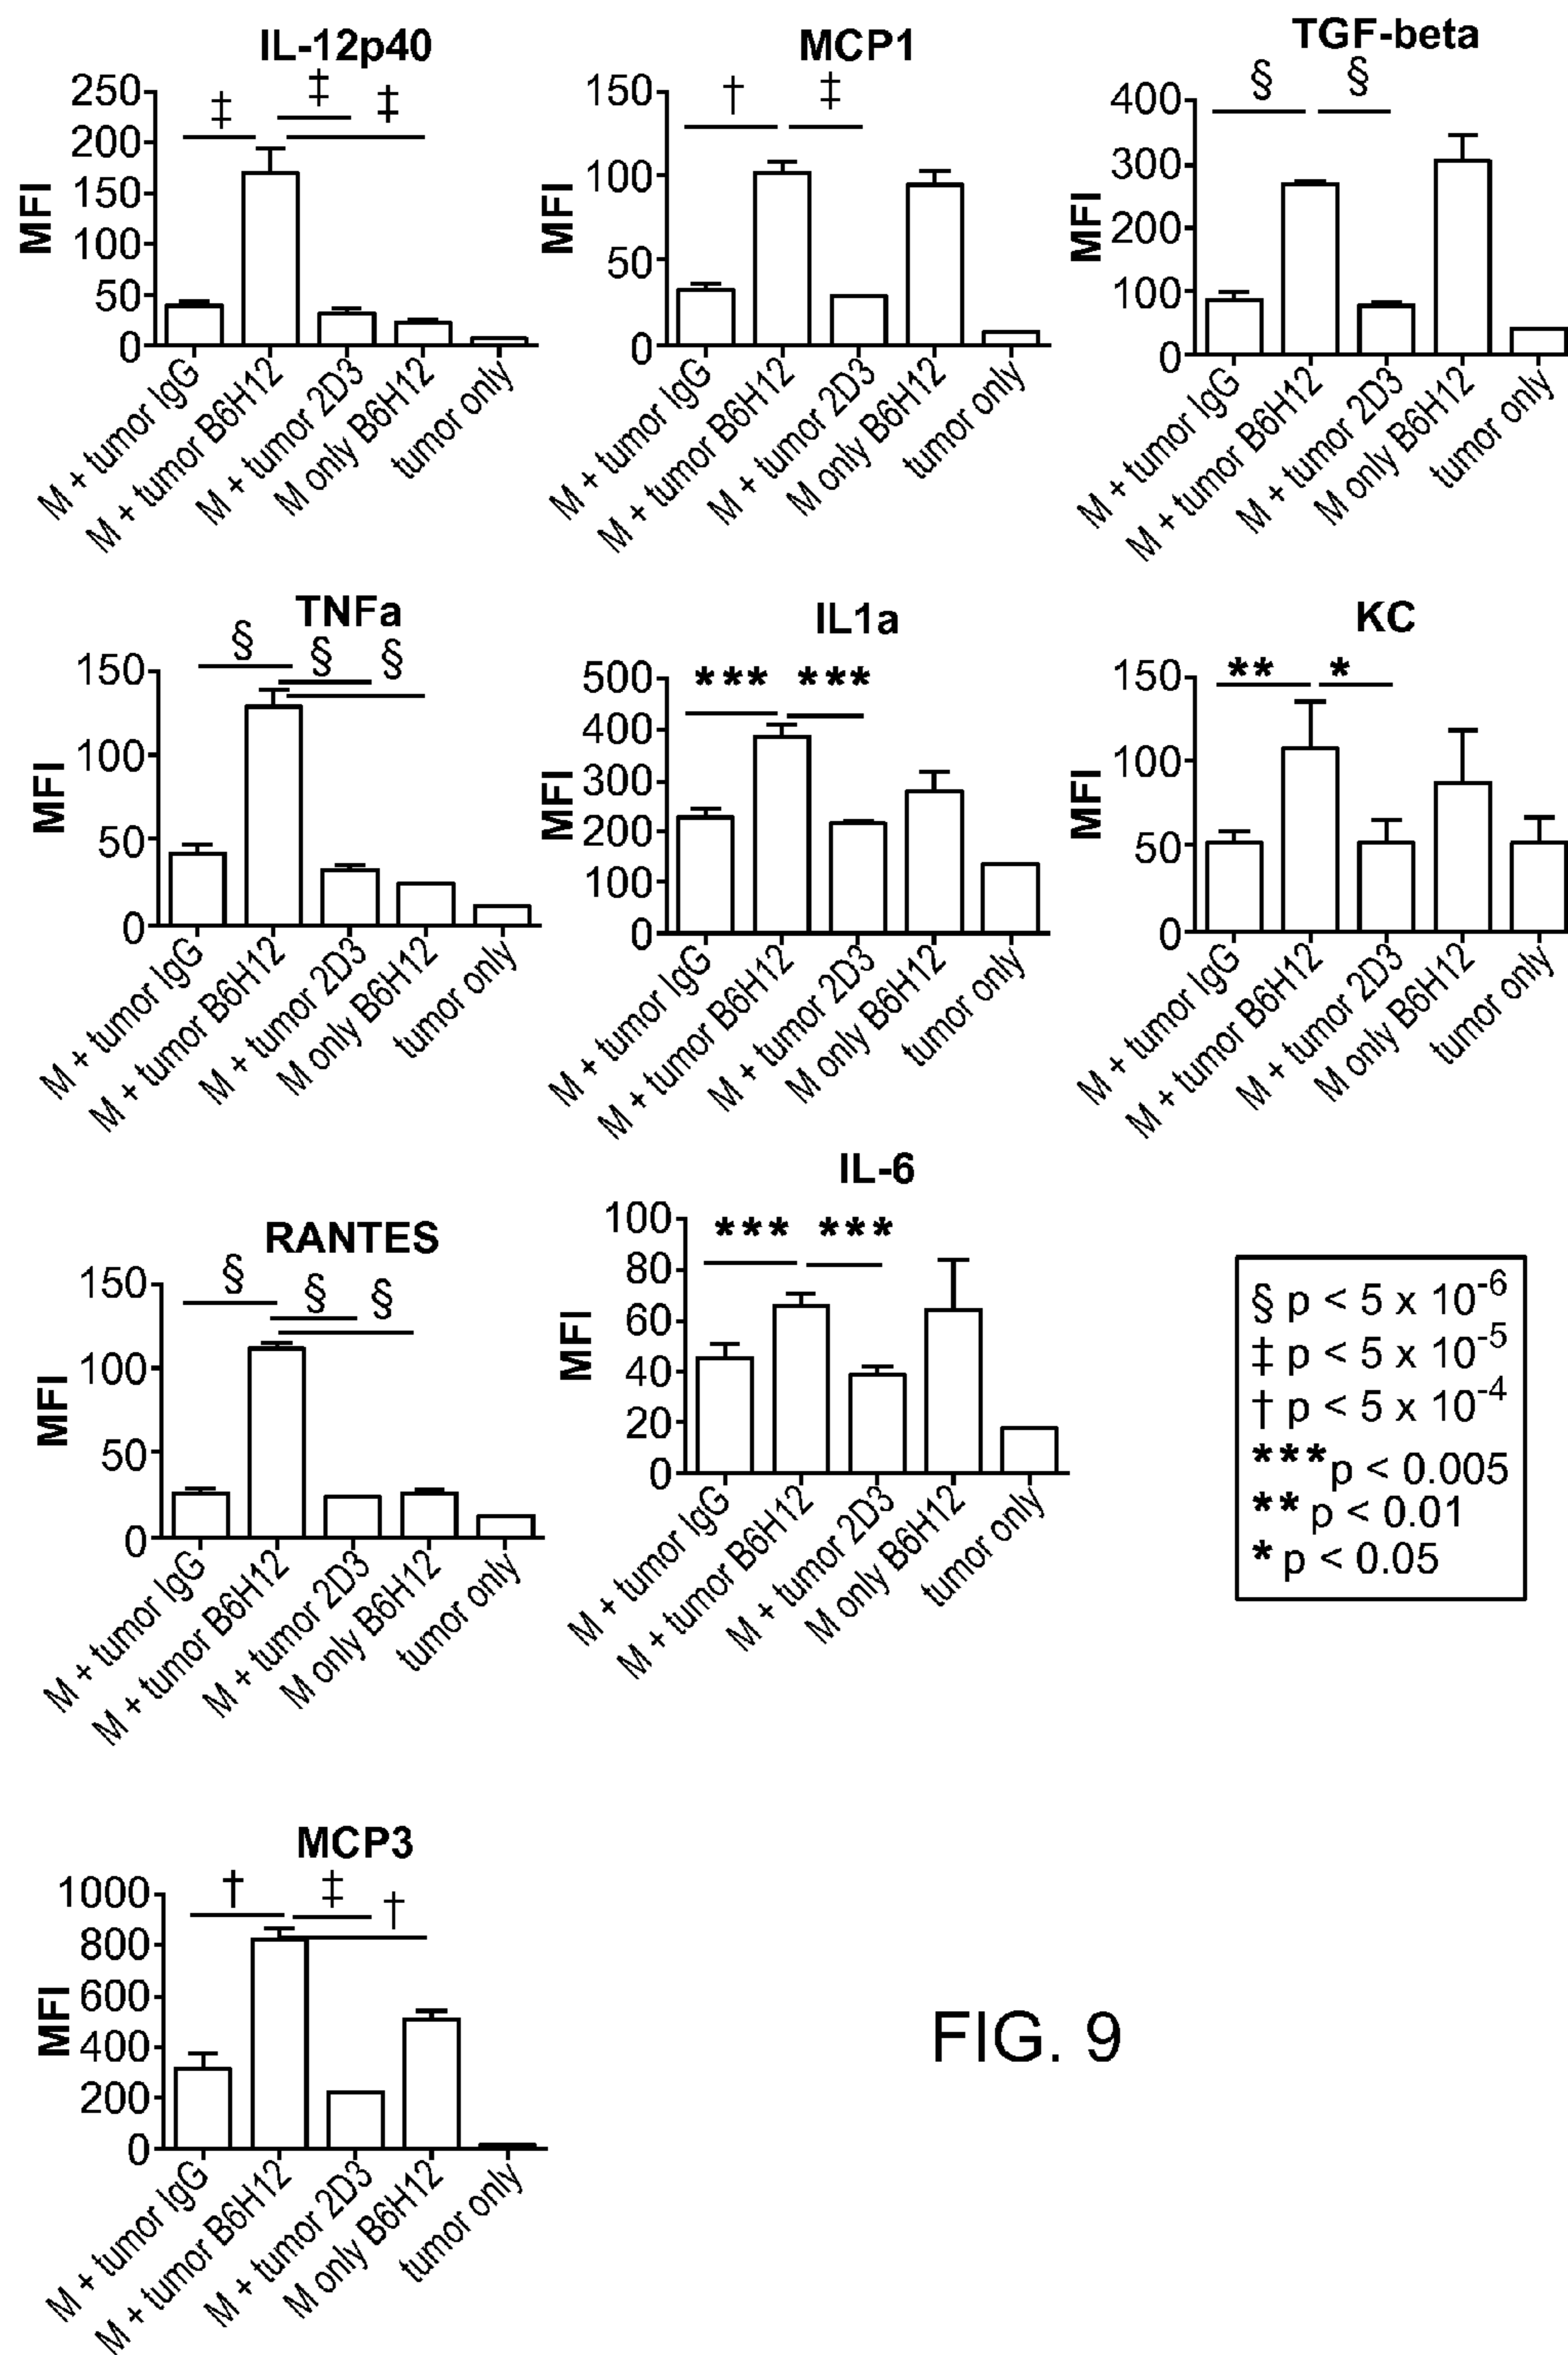 IL-12p40
‡ ‡ ‡
MFI
250
200
150
100
50
0
M + tumor IgG
M + tumor B6H12
M + tumor 2D3
M only B6H12
tumor only
MCP1
† ‡
MFI
150
100
50
0
M + tumor IgG
M + tumor B6H12
M + tumor 2D3
M only B6H12
tumor only
TGF-beta
§ §
MFI
400
300
200
100
0
M + tumor IgG
M + tumor B6H12
M + tumor 2D3
M only B6H12
tumor only
TNFa
§ § §
MFI
150
100
50
0
M + tumor IgG
M + tumor B6H12
M + tumor 2D3
M only B6H12
tumor only
IL1a
*** ***
MFI
500
400
300
200
100
0
M + tumor IgG
M + tumor B6H12
M + tumor 2D3
M only B6H12
tumor only
KC
** *
MFI
150
100
50
0
M + tumor IgG
M + tumor B6H12
M + tumor 2D3
M only B6H12
tumor only
RANTES
§ § §
MFI
150
100
50
0
M + tumor IgG
M + tumor B6H12
M + tumor 2D3
M only B6H12
tumor only
IL-6
*** ***
MFI
100
80
60
40
20
0
M + tumor IgG
M + tumor B6H12
M + tumor 2D3
M only B6H12
tumor only
§ p < 5 x 10⁻⁶
‡ p < 5 x 10⁻⁵
† p < 5 x 10⁻⁴
*** p < 0.005
** p < 0.01
* p < 0.05
MCP3
† ‡ †
MFI
1000
800
600
400
200
0
M + tumor IgG
M + tumor B6H12
M + tumor 2D3
M only B6H12
tumor only
FIG. 9